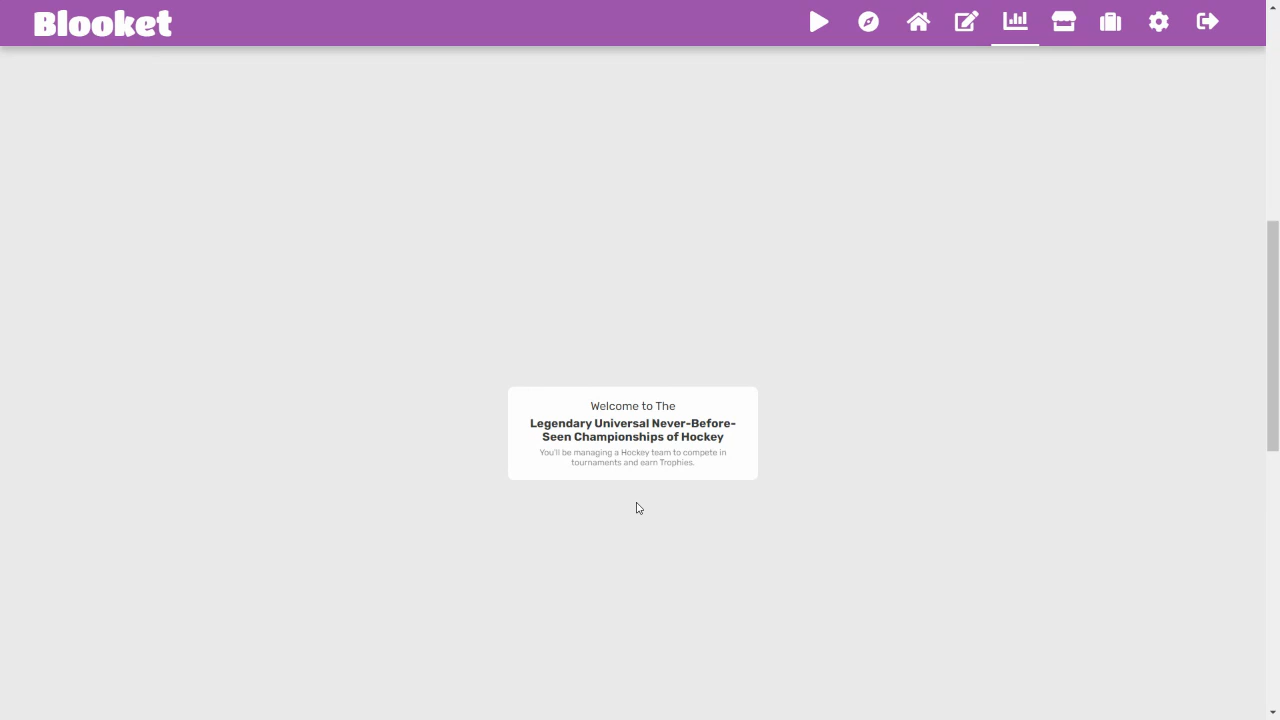 Blooket
Welcome to The
Legendary Universal Never-Before-
Seen Championships of Hockey
You'll be managing a Hockey team to compete in
tournaments and earn Trophies.